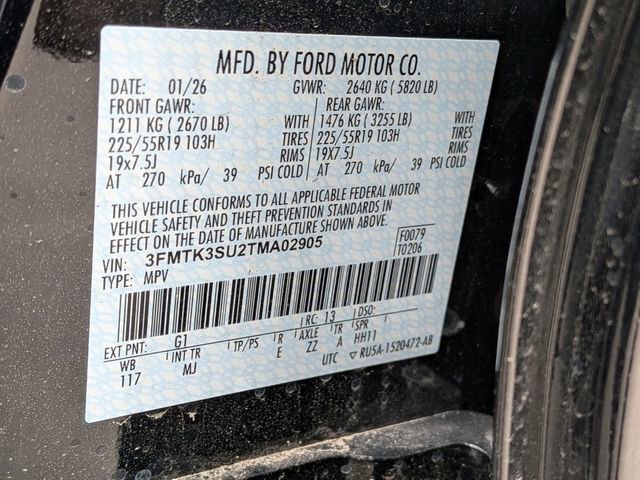 MFD. BY FORD MOTOR CO.
DATE: 01/26 GVWR: 2640 KG ( 5820 LB)
FRONT GAWR: REAR GAWR:
1211 KG ( 2670 LB) WITH 1476 KG ( 3255 LB) WITH
225/55R19 103H TIRES 225/55R19 103H TIRES
19x7.5J RIMS 19X7.5J RIMS
AT 270 kPa/ 39 PSI COLD AT 270 kPa/ 39 PSI COLD
THIS VEHICLE CONFORMS TO ALL APPLICABLE FEDERAL MOTOR
VEHICLE SAFETY AND THEFT PREVENTION STANDARDS IN
EFFECT ON THE DATE OF MANUFACTURE SHOWN ABOVE.
VIN: 3FMTK3SU2TMA02905 F0079
TYPE: MPV T0206
EXT PNT: G1 RC: 13 DSO:
WB INT TR TP/PS R AXLE TR SPR
117 MJ E ZZ A HH11
UTC ▽ RU5A-1520472-AB